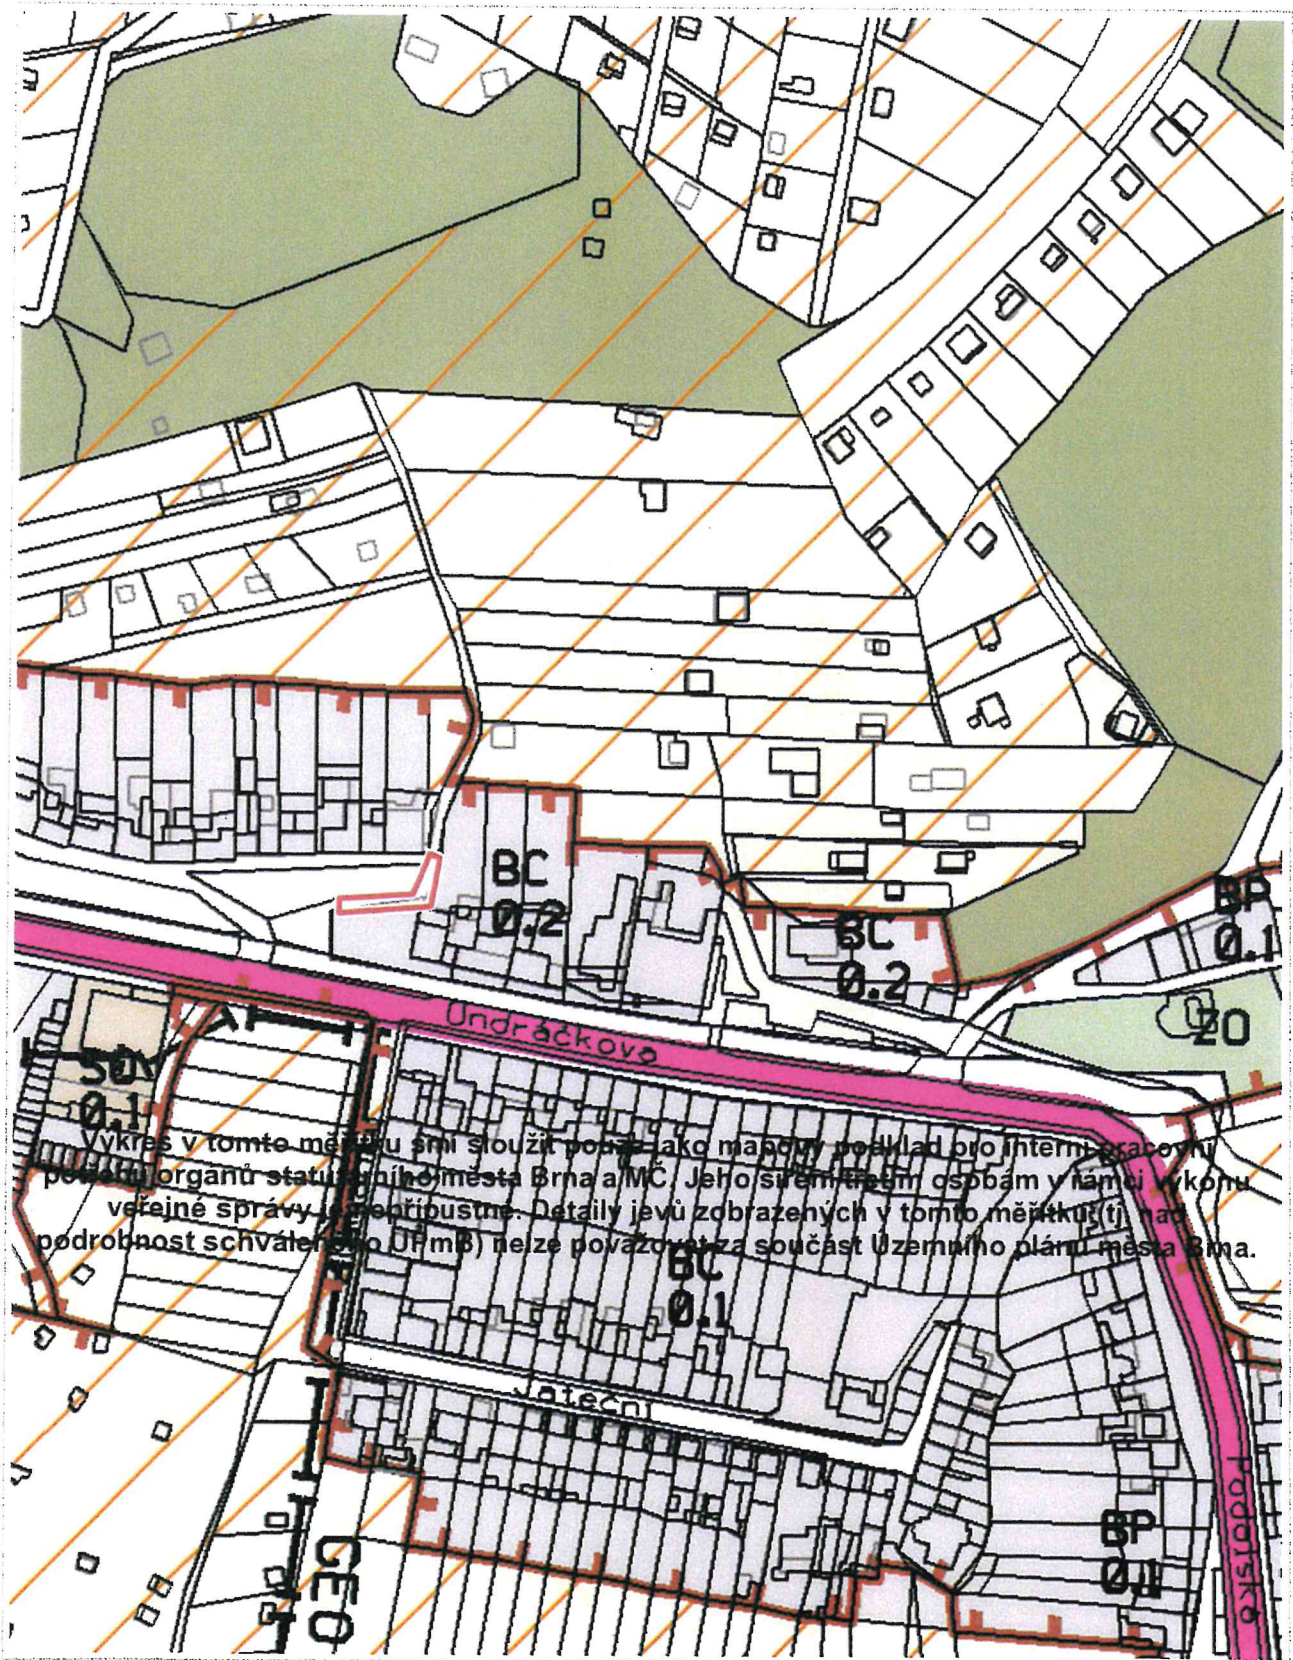 BC
0.2
BC
0.2
BP
0.1
ZO
Undráčkova
SO
0.1
Výkres v tomto měřítku smí sloužit pouze jako mapový podklad pro interní pracovní
potřebu orgánů statutárního města Brna a MČ. Jeho šíření třetím osobám v rámci výkonu
veřejné správy je nepřípustné. Detaily jevů zobrazených v tomto měřítku (tj. nad
podrobnost schváleného ÚPmB) nelze považovat za součást Územního plánu města Brna.
BC
0.1
Jateční
BP
0.1
Podolská
GEO